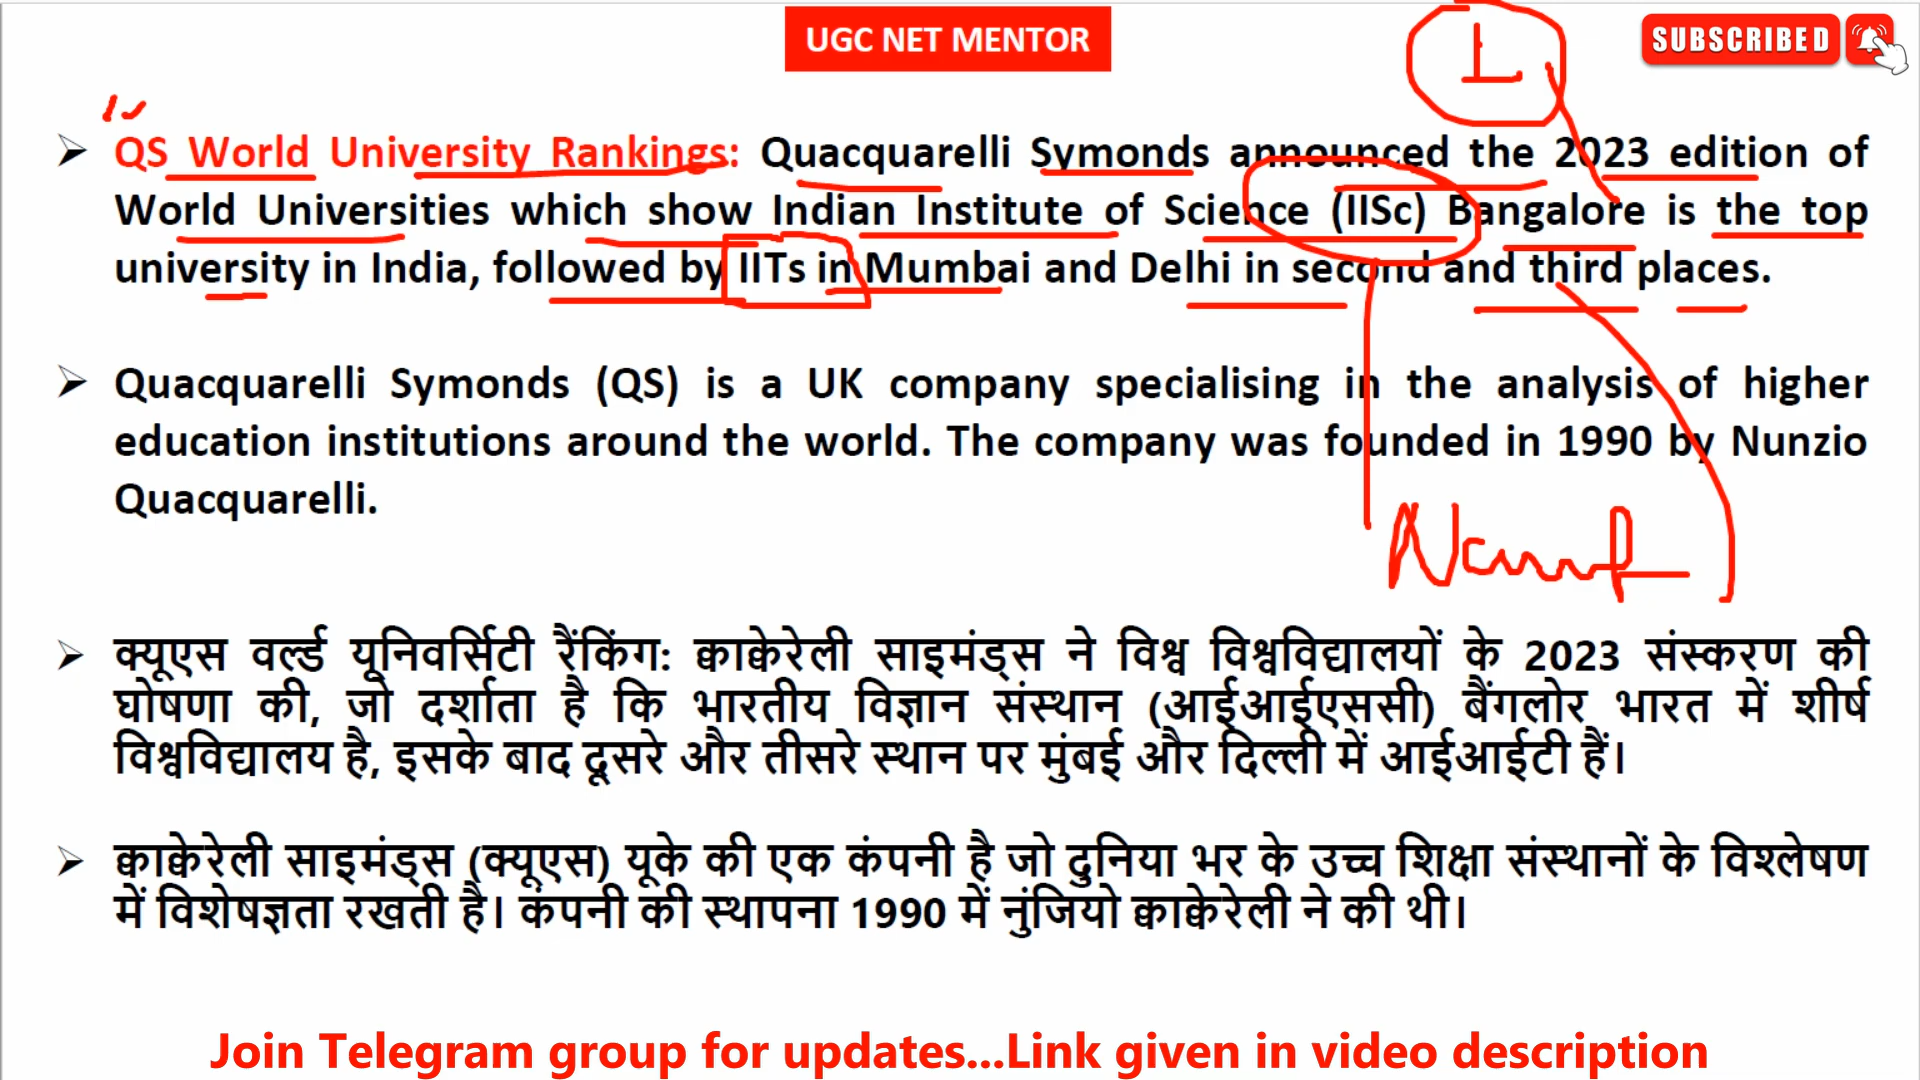 UGC NET MENTOR
SUBSCRIBED
1
QS World University Rankings: Quacquarelli Symonds announced the 2023 edition of
World Universities which show Indian Institute of Science (IISc) Bangalore is the top
university in India, followed by IITs in Mumbai and Delhi in second and third places.
Quacquarelli Symonds (QS) is a UK company specialising in the analysis of higher
education institutions around the world. The company was founded in 1990 by Nunzio
Quacquarelli.
क्यूएस वर्ल्ड यूनिवर्सिटी रैंकिंग: क्वाक्वेरेली साइमंड्स ने विश्व विश्वविद्यालयों के 2023 संस्करण की
घोषणा की, जो दर्शाता है कि भारतीय विज्ञान संस्थान (आईआईएससी) बैंगलोर भारत में शीर्ष
विश्वविद्यालय है, इसके बाद दूसरे और तीसरे स्थान पर मुंबई और दिल्ली में आईआईटी हैं।
क्वाक्वेरेली साइमंड्स (क्यूएस) यूके की एक कंपनी है जो दुनिया भर के उच्च शिक्षा संस्थानों के विश्लेषण
में विशेषज्ञता रखती है। कंपनी की स्थापना 1990 में नुंजियो क्वाक्वेरेली ने की थी।
Join Telegram group for updates...Link given in video description